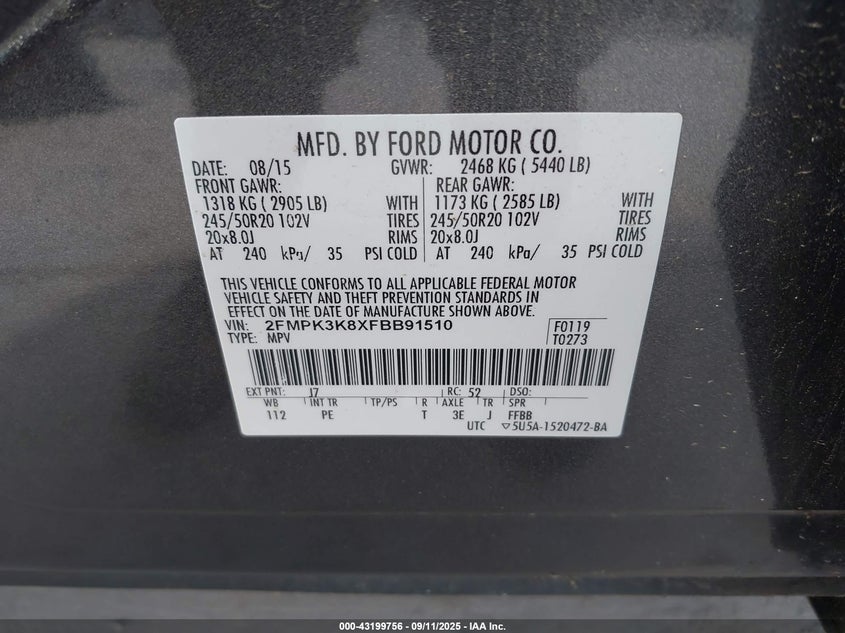 MFD. BY FORD MOTOR CO.
DATE: 08/15 GVWR: 2468 KG ( 5440 LB)
FRONT GAWR: REAR GAWR:
1318 KG ( 2905 LB) WITH 1173 KG ( 2585 LB) WITH
245/50R20 102V TIRES 245/50R20 102V TIRES
20x8.0J RIMS 20x8.0J RIMS
AT 240 kPa/ 35 PSI COLD AT 240 kPa/ 35 PSI COLD
THIS VEHICLE CONFORMS TO ALL APPLICABLE FEDERAL MOTOR
VEHICLE SAFETY AND THEFT PREVENTION STANDARDS IN
EFFECT ON THE DATE OF MANUFACTURE SHOWN ABOVE.
VIN: 2FMPK3K8XFBB91510 F0119
TYPE: MPV T0273
EXT PNT: J7 RC: 52 DSO:
WB INT TR TP/PS R AXLE TR SPR
112 PE T 3E J FFBB
UTC ▽5U5A-1520472-BA
000-43199756 - 09/11/2025 - IAA Inc.